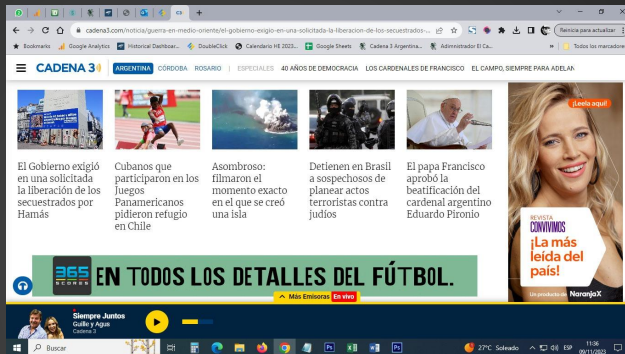 cadena3.com/noticia/guerra-en-medio-oriente/el-gobierno-exigio-en-una-solicitada-la-liberacion-de-los-secuestrados-...
Reinicia para actualizar
Bookmarks Google Analytics Historical Dashboar... DoubleClick Calendario HE 2023... Google Sheets Cadena 3 Argentina... Administrador El Ca... » Todos los marcadores
CADENA 3 ARGENTINA CÓRDOBA ROSARIO ESPECIALES 40 AÑOS DE DEMOCRACIA LOS CARDENALES DE FRANCISCO EL CAMPO, SIEMPRE PARA ADELAN
El Gobierno exigió
en una solicitada
la liberación de los
secuestrados por
Hamás
Cubanos que
participaron en los
Juegos
Panamericanos
pidieron refugio
en Chile
Asombroso:
filmaron el
momento exacto
en el que se creó
una isla
Detienen en Brasil
a sospechosos de
planear actos
terroristas contra
judíos
El papa Francisco
aprobó la
beatificación del
cardenal argentino
Eduardo Pironio
¡Leela aquí!
REVISTA
CONVIVIMOS
¡La más
leída del
país!
Un producto de NaranjaX
365
SCORES
EN TODOS LOS DETALLES DEL FÚTBOL.
Más Emisoras En vivo
Siempre Juntos
Guille y Agus
Cadena 3
Buscar
27°C Soleado
ESP
11:36
09/11/2023